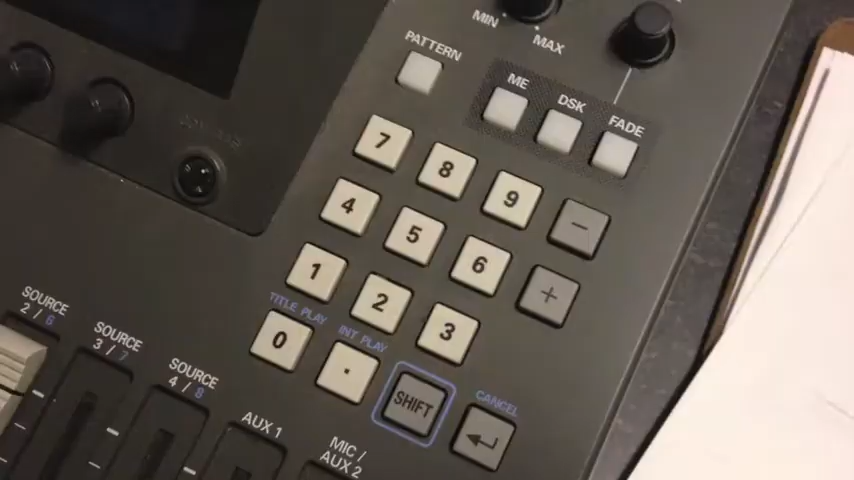 MIN
MAX
PATTERN
ME
DSK
FADE
7
8
9
−
4
5
6
+
1
2
3
TITLE PLAY
INT PLAY
0
.
SHIFT
CANCEL
SOURCE
2 / 6
SOURCE
3 / 7
SOURCE
4 / 8
AUX 1
MIC /
AUX 2